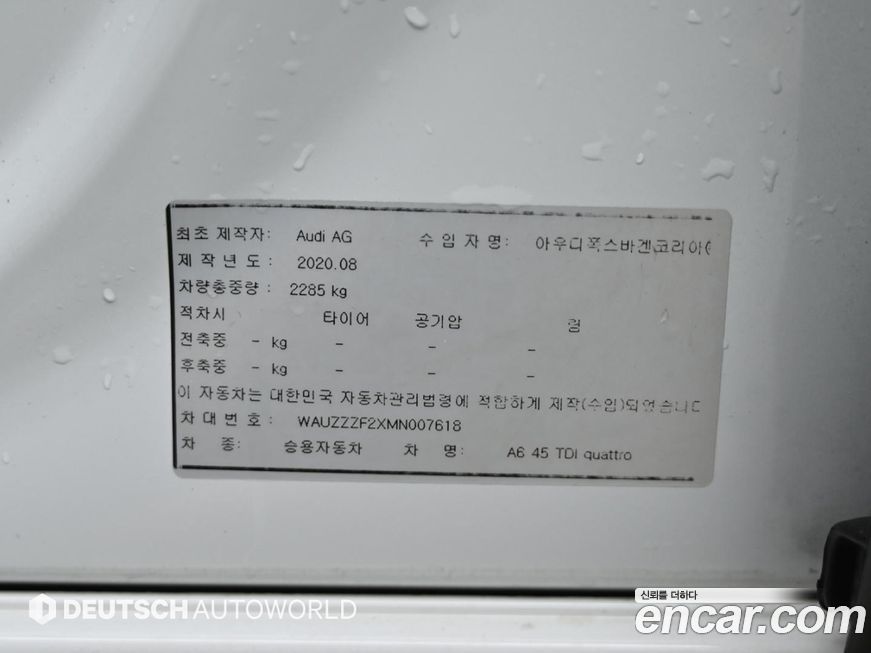 최초 제작자: Audi AG 수 입 자 명: 아우디폭스바겐코리아(
제 작 년 도 : 2020.08
차량총중량 : 2285 kg
적차시 타이어 공기압 림
전축중 - kg - - -
후축중 - kg - - -
이 자동차는 대한민국 자동차관리법령에 적합하게 제작(수입)되었습니다
차 대 번 호 : WAUZZZF2XMN007618
차 종: 승용자동차 차 명: A6 45 TDI quattro
DEUTSCH AUTOWORLD
신뢰를 더하다
encar.com